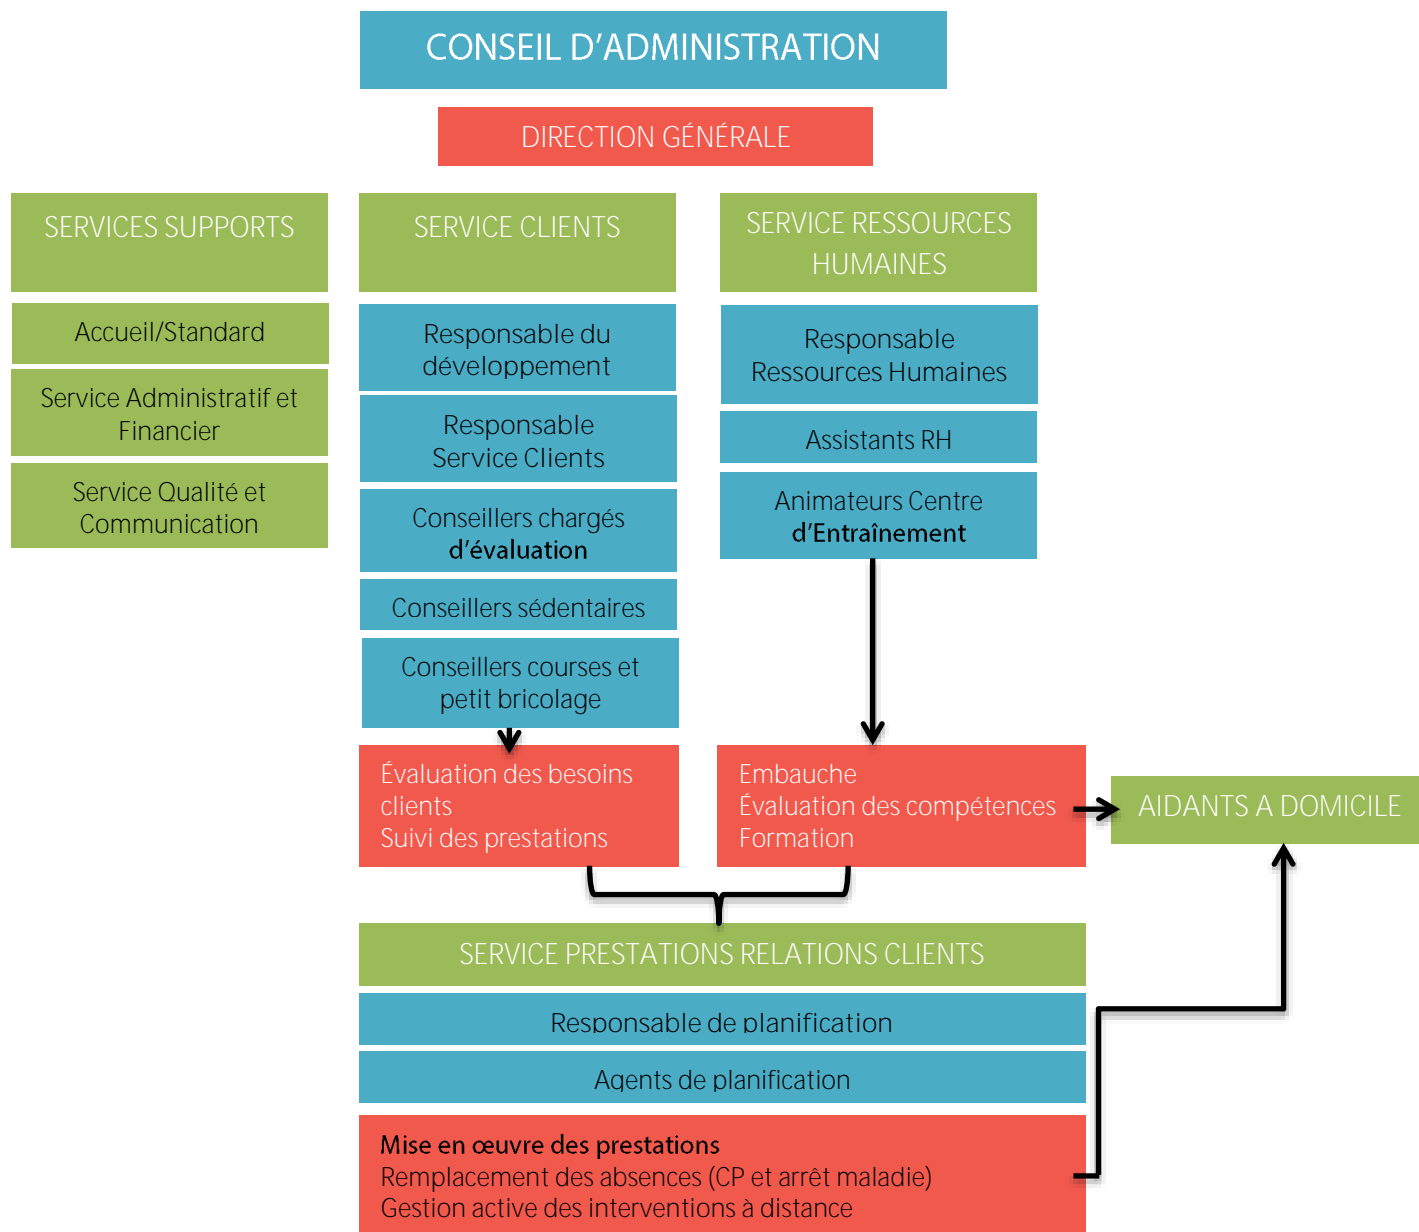 CONSEIL D'ADMINISTRATION
DIRECTION GÉNÉRALE
SERVICES SUPPORTS
Accueil/Standard
Service Administratif et
Financier
Service Qualité et
Communication
SERVICE CLIENTS
Responsable du
développement
Responsable
Service Clients
Conseillers chargés
d'évaluation
Conseillers sédentaires
Conseillers courses et
petit bricolage
Évaluation des besoins
clients
Suivi des prestations
SERVICE RESSOURCES
HUMAINES
Responsable
Ressources Humaines
Assistants RH
Animateurs Centre
d'Entraînement
Embauche
Évaluation des compétences
Formation
AIDANTS A DOMICILE
SERVICE PRESTATIONS RELATIONS CLIENTS
Responsable de planification
Agents de planification
Mise en œuvre des prestations
Remplacement des absences (CP et arrêt maladie)
Gestion active des interventions à distance